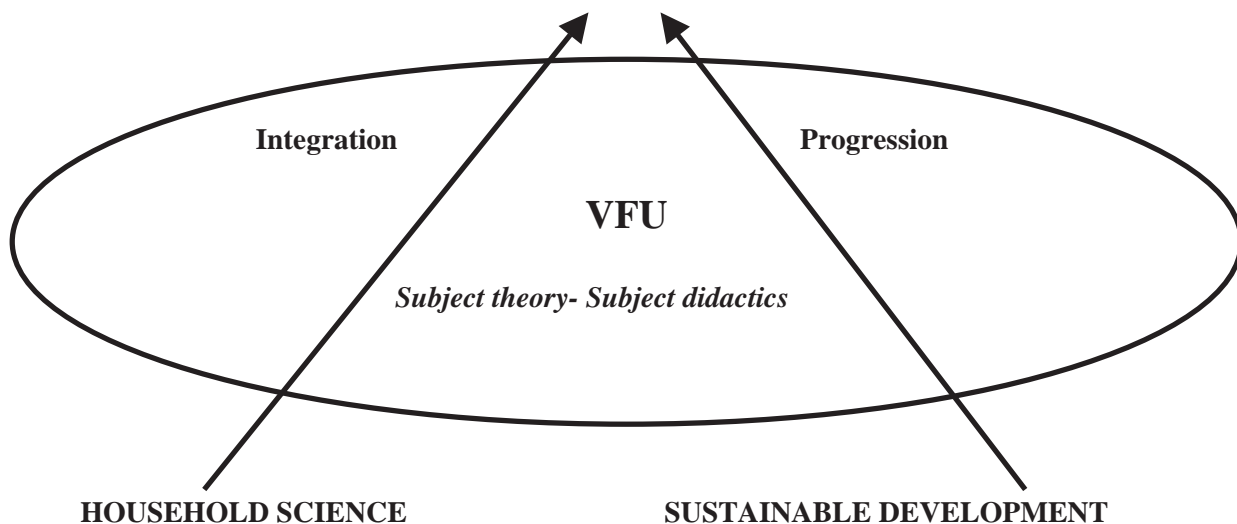 Integration Progression
VFU
Subject theory- Subject didactics
HOUSEHOLD SCIENCE SUSTAINABLE DEVELOPMENT